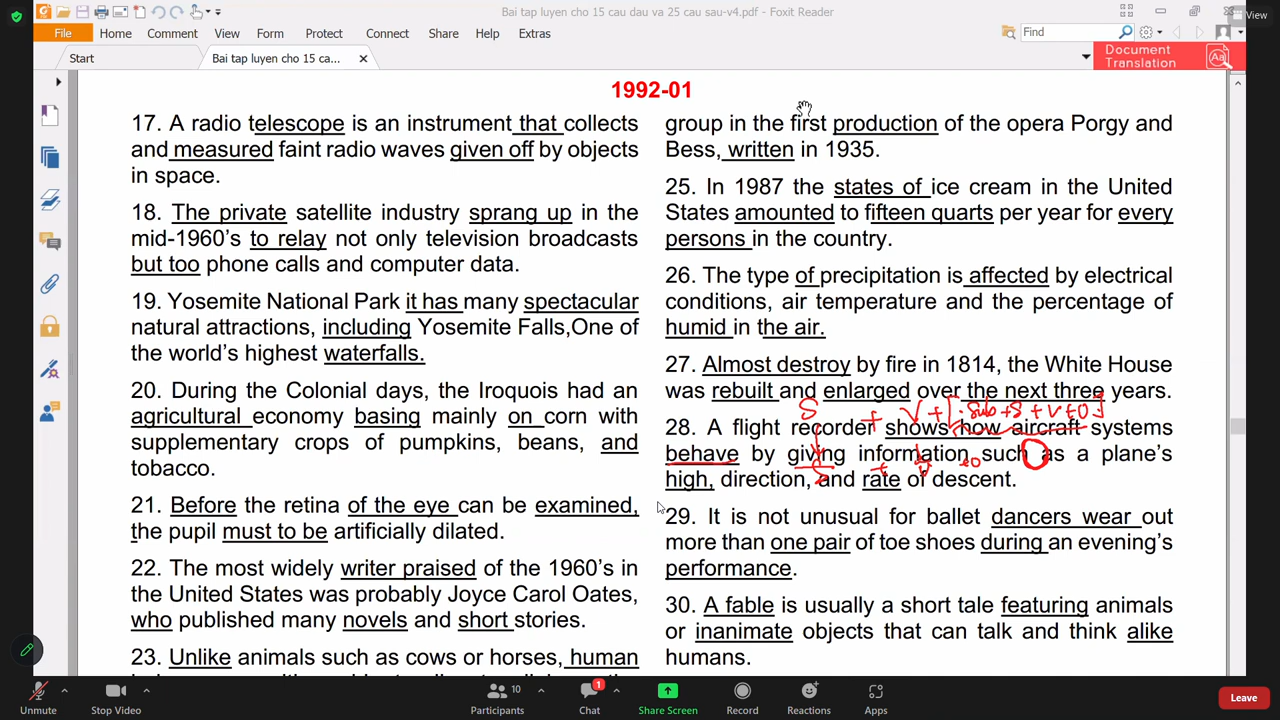 Bai tap luyen cho 15 cau dau va 25 cau sau-v4.pdf - Foxit Reader
View
File Home Comment View Form Protect Connect Share Help Extras
Find
Start
Bai tap luyen cho 15 ca...
Document
Translation
1992-01
17. A radio telescope is an instrument that collects
and measured faint radio waves given off by objects
in space.
18. The private satellite industry sprang up in the
mid-1960's to relay not only television broadcasts
but too phone calls and computer data.
19. Yosemite National Park it has many spectacular
natural attractions, including Yosemite Falls,One of
the world's highest waterfalls.
20. During the Colonial days, the Iroquois had an
agricultural economy basing mainly on corn with
supplementary crops of pumpkins, beans, and
tobacco.
21. Before the retina of the eye can be examined,
the pupil must to be artificially dilated.
22. The most widely writer praised of the 1960's in
the United States was probably Joyce Carol Oates,
who published many novels and short stories.
23. Unlike animals such as cows or horses, human
group in the first production of the opera Porgy and
Bess, written in 1935.
25. In 1987 the states of ice cream in the United
States amounted to fifteen quarts per year for every
persons in the country.
26. The type of precipitation is affected by electrical
conditions, air temperature and the percentage of
humid in the air.
27. Almost destroy by fire in 1814, the White House
was rebuilt and enlarged over the next three years.
S + V + [. sub + S + V + O ]
28. A flight recorder shows how aircraft systems
behave by giving information such as a plane's
S + V + O
high, direction, and rate of descent.
29. It is not unusual for ballet dancers wear out
more than one pair of toe shoes during an evening's
performance.
30. A fable is usually a short tale featuring animals
or inanimate objects that can talk and think alike
humans.
10
1
Unmute Stop Video Participants Chat Share Screen Record Reactions Apps Leave